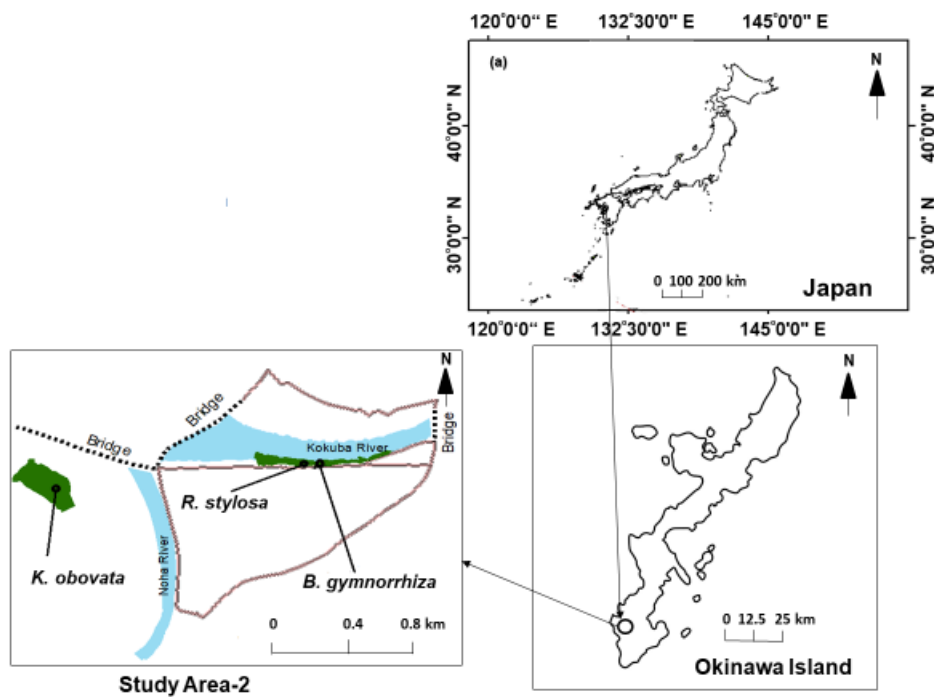 120°0'0“ E 132°30'0" E 145°0'0" E
(a)
N
40°0'0" N
40°0'0" N
30°0'0" N
30°0'0" N
0 100 200 km
Japan
120°0'0“ E 132°30'0" E 145°0'0" E
N
Bridge
Bridge
Bridge
Kokuba River
R. stylosa
K. obovata
Noha River
B. gymnorrhiza
0 0.4 0.8 km
Study Area-2
N
0 12.5 25 km
Okinawa Island